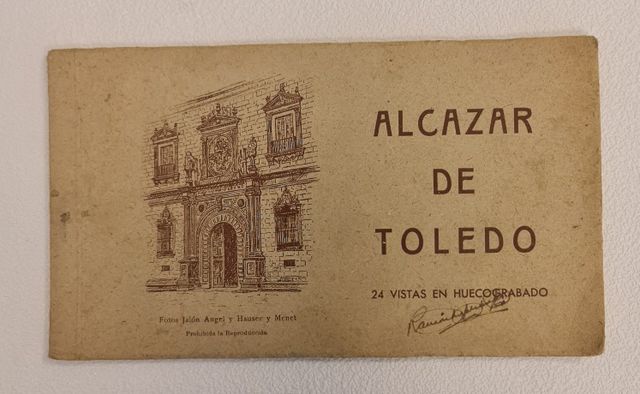 ALCAZAR
DE
TOLEDO
24 VISTAS EN HUECOGRABADO
Fotos Jalón Angel y Hauser y Menet
Prohibida la Reproducción